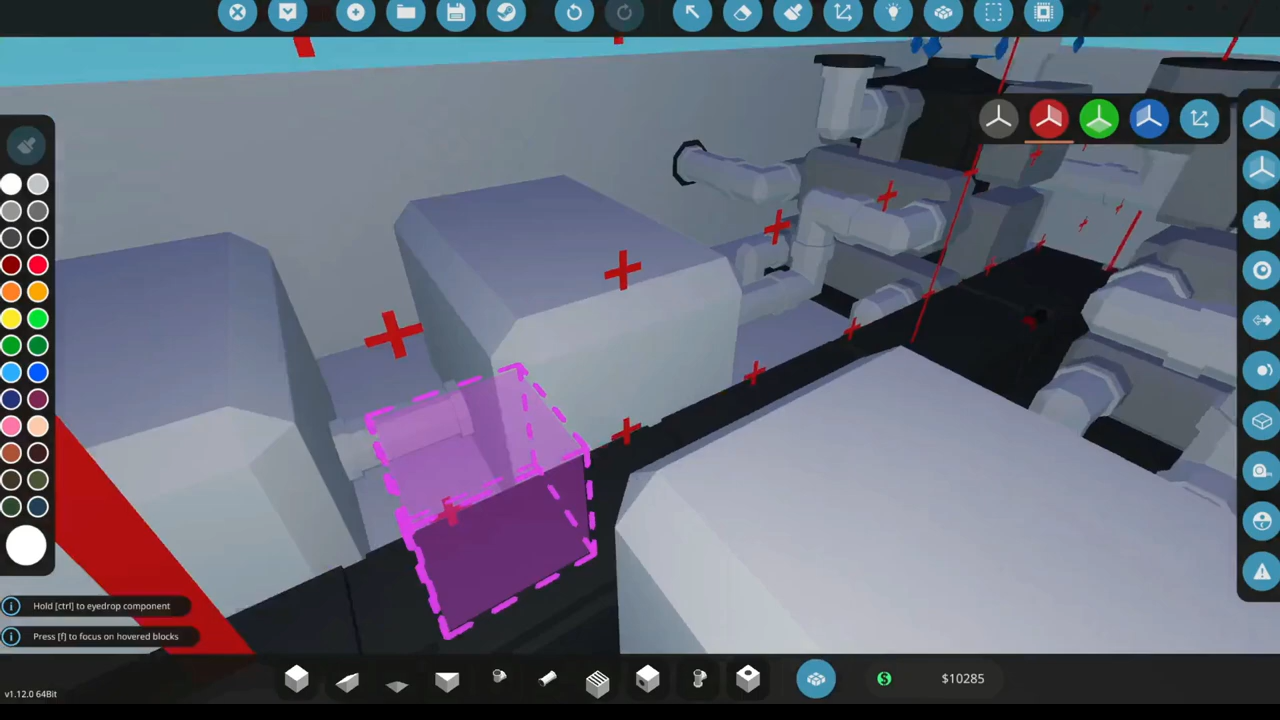 Hold [ctrl] to eyedrop component
Press [f] to focus on hovered blocks
v1.12.0 64Bit
$10285